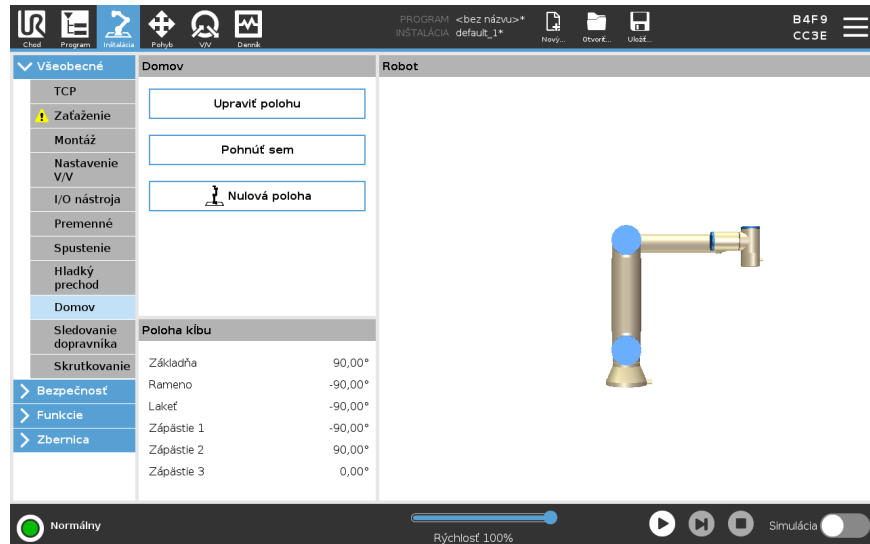 Chod
Program
Inštalácia
Pohyb
V/V
Denník
PROGRAM <bez názvu>*
INŠTALÁCIA default_1*
Nový...
Otvoriť...
Uložiť...
B4F9
CC3E
Všeobecné
TCP
Zaťaženie
Montáž
Nastavenie
V/V
I/O nástroja
Premenné
Spustenie
Hladký
prechod
Domov
Sledovanie
dopravníka
Skrutkovanie
Bezpečnosť
Funkcie
Zbernica
Domov
Upraviť polohu
Pohnúť sem
Nulová poloha
Poloha kĺbu
Základňa 90,00°
Rameno -90,00°
Lakeť -90,00°
Zápästie 1 -90,00°
Zápästie 2 90,00°
Zápästie 3 0,00°
Robot
Normálny
Rýchlosť 100%
Simulácia